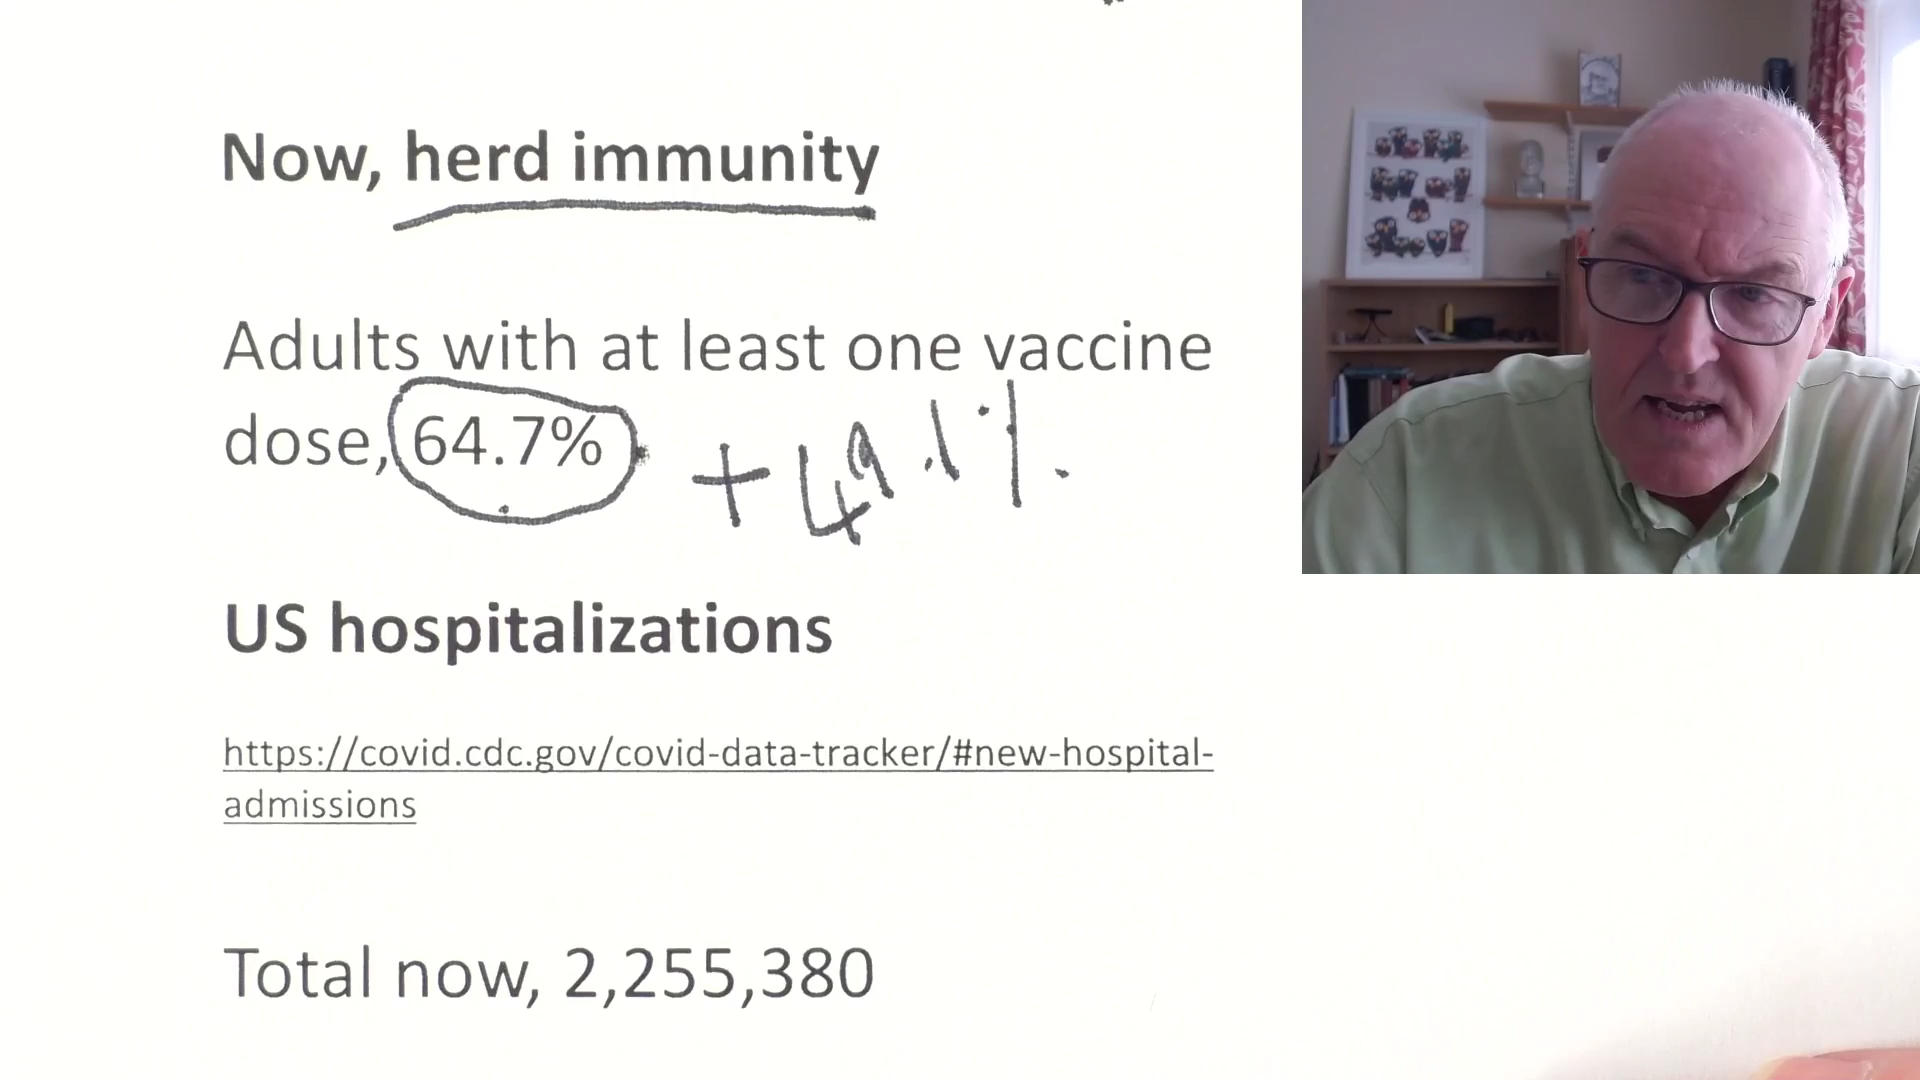 Now, herd immunity
Adults with at least one vaccine
dose, 64.7% + 49.1%.
US hospitalizations
https://covid.cdc.gov/covid-data-tracker/#new-hospital-
admissions
Total now, 2,255,380